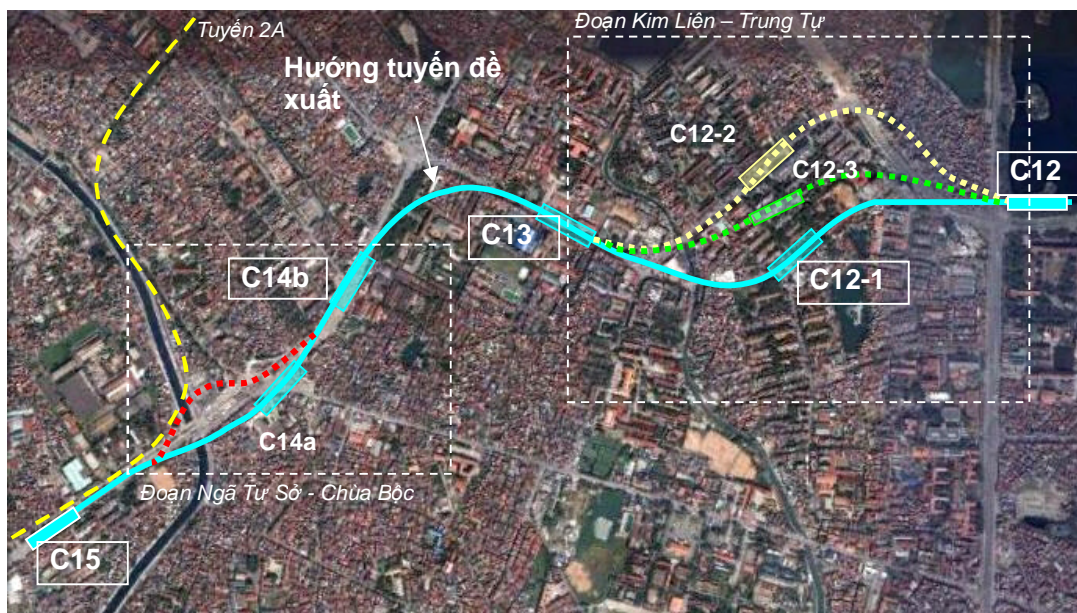 Đoạn Kim Liên – Trung Tự
Tuyến 2A
Hướng tuyến đề
xuất
C12-2
C12-3
C12
C13
C14b
C12-1
C14a
Đoạn Ngã Tư Sở - Chùa Bộc
C15